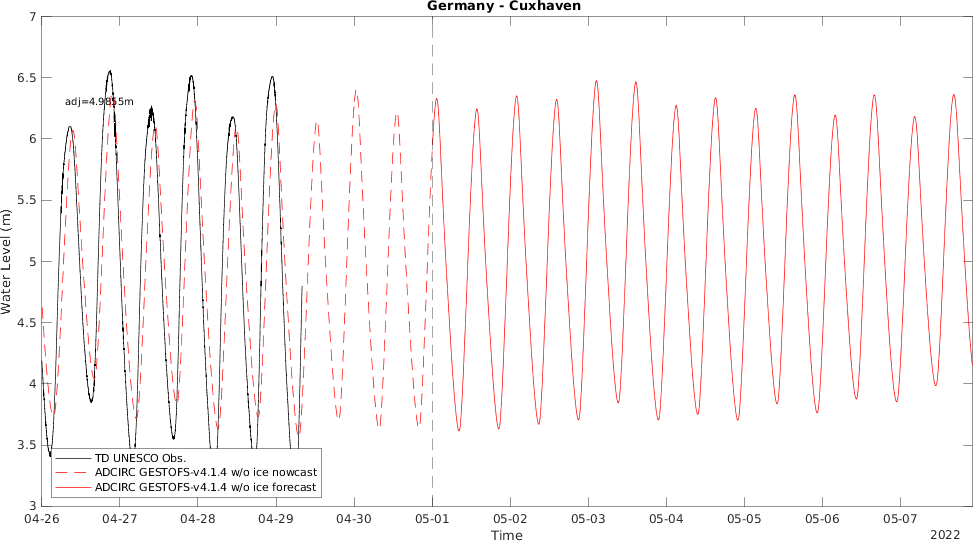 Germany - Cuxhaven
7
6.5
adj=4.9855m
6
5.5
5
4.5
4
3.5
3
Water Level (m)
TD UNESCO Obs.
ADCIRC GESTOFS-v4.1.4 w/o ice nowcast
ADCIRC GESTOFS-v4.1.4 w/o ice forecast
04-26 04-27 04-28 04-29 04-30 05-01 05-02 05-03 05-04 05-05 05-06 05-07
Time
2022